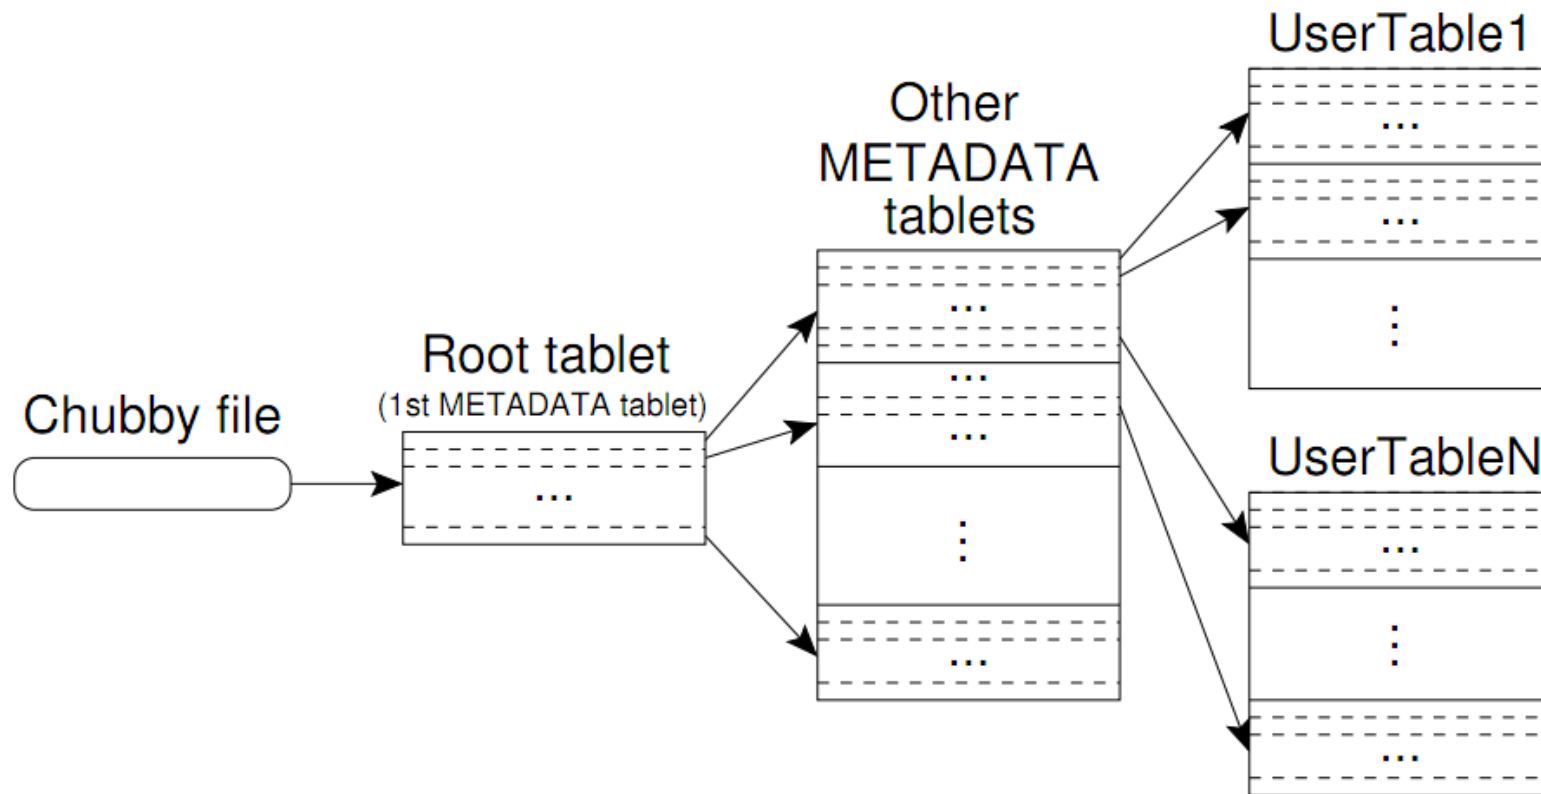 Chubby file
Root tablet
(1st METADATA tablet)
...
Other
METADATA
tablets
...
...
...
⋮
...
UserTable1
...
...
⋮
UserTableN
...
⋮
...